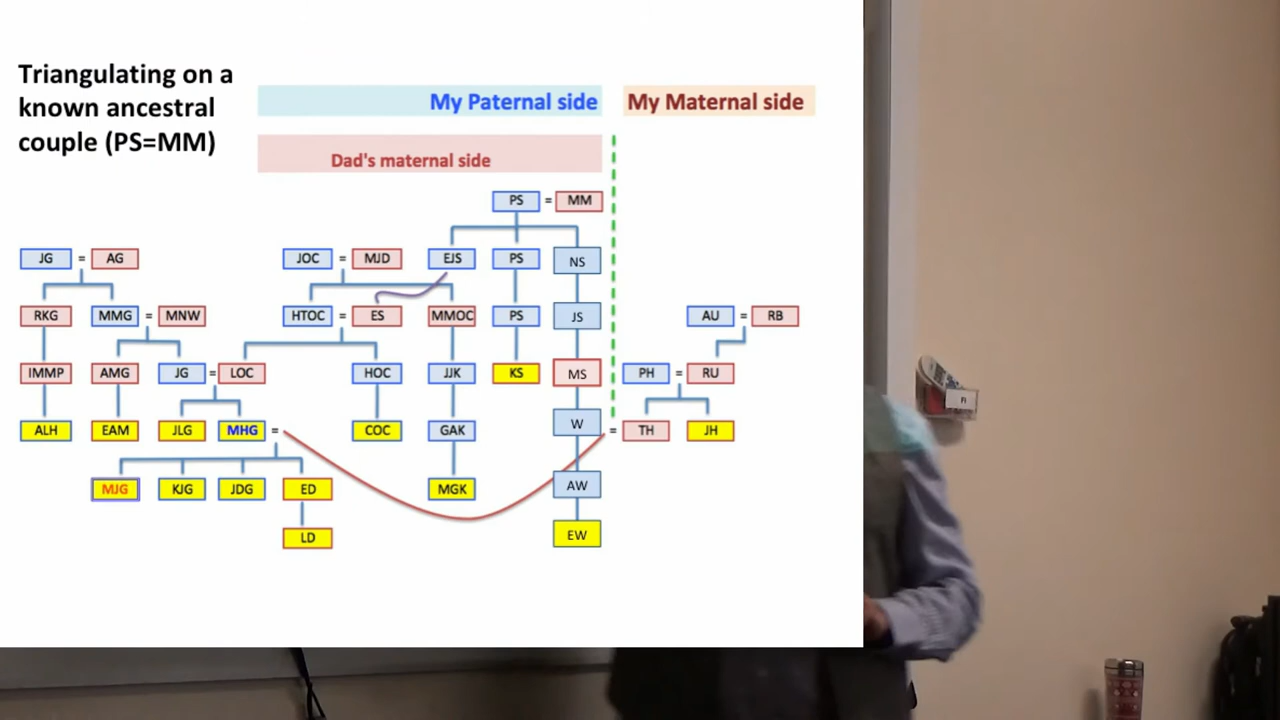 Triangulating on a
known ancestral
couple (PS=MM)
My Paternal side
My Maternal side
Dad's maternal side
PS = MM
JG = AG
JOC = MJD
EJS
PS
NS
RKG
MMG = MNW
HTOC = ES
MMOC
PS
JS
AU = RB
IMMP
AMG
JG = LOC
HOC
JJK
KS
MS
PH = RU
ALH
EAM
JLG
MHG =
COC
GAK
W
= TH
JH
MJG
KJG
JDG
ED
MGK
AW
LD
EW